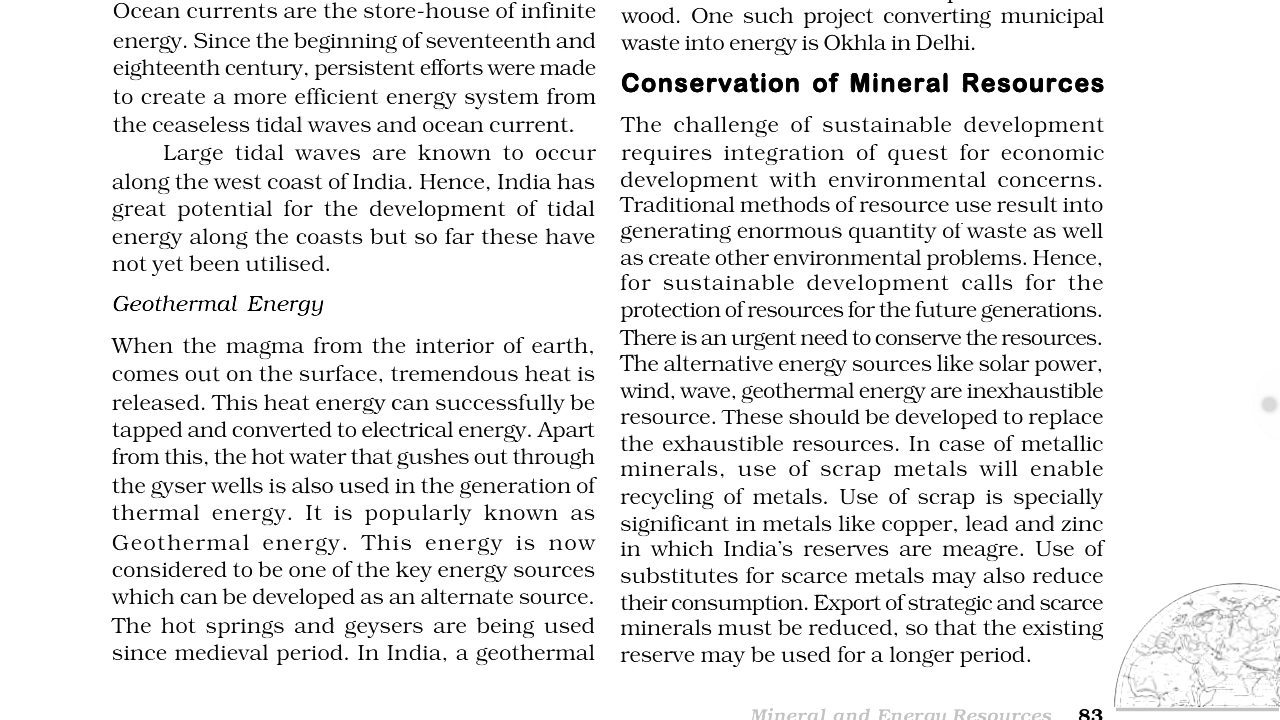 Ocean currents are the store-house of infinite
energy. Since the beginning of seventeenth and
eighteenth century, persistent efforts were made
to create a more efficient energy system from
the ceaseless tidal waves and ocean current.
Large tidal waves are known to occur
along the west coast of India. Hence, India has
great potential for the development of tidal
energy along the coasts but so far these have
not yet been utilised.
Geothermal Energy
When the magma from the interior of earth,
comes out on the surface, tremendous heat is
released. This heat energy can successfully be
tapped and converted to electrical energy. Apart
from this, the hot water that gushes out through
the gyser wells is also used in the generation of
thermal energy. It is popularly known as
Geothermal energy. This energy is now
considered to be one of the key energy sources
which can be developed as an alternate source.
The hot springs and geysers are being used
since medieval period. In India, a geothermal
wood. One such project converting municipal
waste into energy is Okhla in Delhi.
Conservation of Mineral Resources
The challenge of sustainable development
requires integration of quest for economic
development with environmental concerns.
Traditional methods of resource use result into
generating enormous quantity of waste as well
as create other environmental problems. Hence,
for sustainable development calls for the
protection of resources for the future generations.
There is an urgent need to conserve the resources.
The alternative energy sources like solar power,
wind, wave, geothermal energy are inexhaustible
resource. These should be developed to replace
the exhaustible resources. In case of metallic
minerals, use of scrap metals will enable
recycling of metals. Use of scrap is specially
significant in metals like copper, lead and zinc
in which India's reserves are meagre. Use of
substitutes for scarce metals may also reduce
their consumption. Export of strategic and scarce
minerals must be reduced, so that the existing
reserve may be used for a longer period.
Mineral and Energy Resources 83